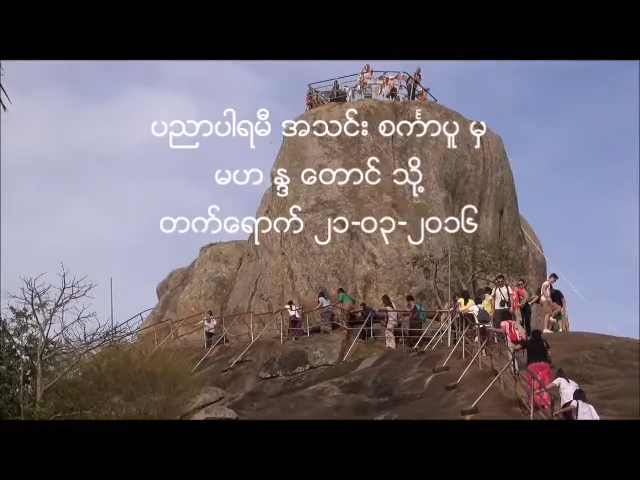 ပညာပါရမီ အသင်း စင်္ကာပူ မှ
မဟ န္ဒ တောင် သို့
တက်ရောက် ၂၁-၀၃-၂၀၁၆